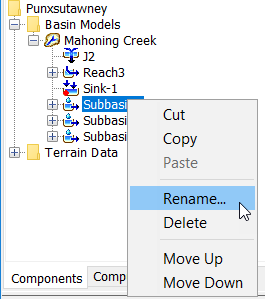 Punxsutawney
Basin Models
Mahoning Creek
J2
Reach3
Sink-1
Subbasi
Subbasi
Subbasi
Terrain Data
Cut
Copy
Paste
Rename...
Delete
Move Up
Move Down
Components
Comp